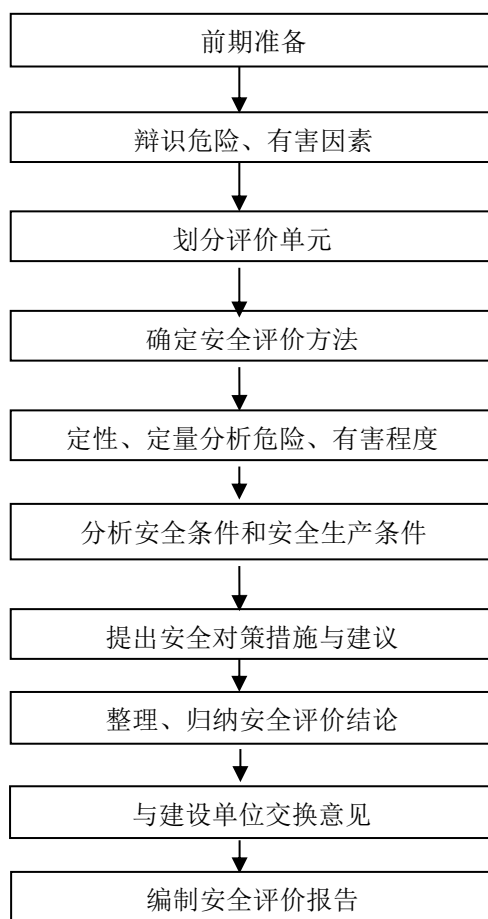 前期准备
辩识危险、有害因素
划分评价单元
确定安全评价方法
定性、定量分析危险、有害程度
分析安全条件和安全生产条件
提出安全对策措施与建议
整理、归纳安全评价结论
与建设单位交换意见
编制安全评价报告